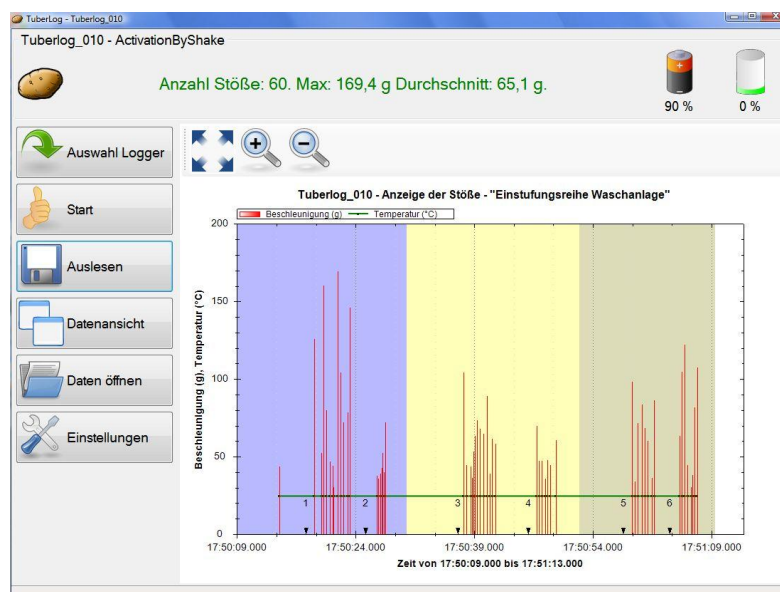 TuberLog - Tuberlog_010
Tuberlog_010 - ActivationByShake
Anzahl Stöße: 60. Max: 169,4 g Durchschnitt: 65,1 g.
90 %
0 %
Auswahl Logger
Start
Auslesen
Datenansicht
Daten öffnen
Einstellungen
Tuberlog_010 - Anzeige der Stöße - "Einstufungsreihe Waschanlage"
Beschleunigung (g)
Temperatur (°C)
Beschleunigung (g), Temperatur (°C)
200
150
100
50
0
1 2 3 4 5 6
17:50:09.000 17:50:24.000 17:50:39.000 17:50:54.000 17:51:09.000
Zeit von 17:50:09.000 bis 17:51:13.000